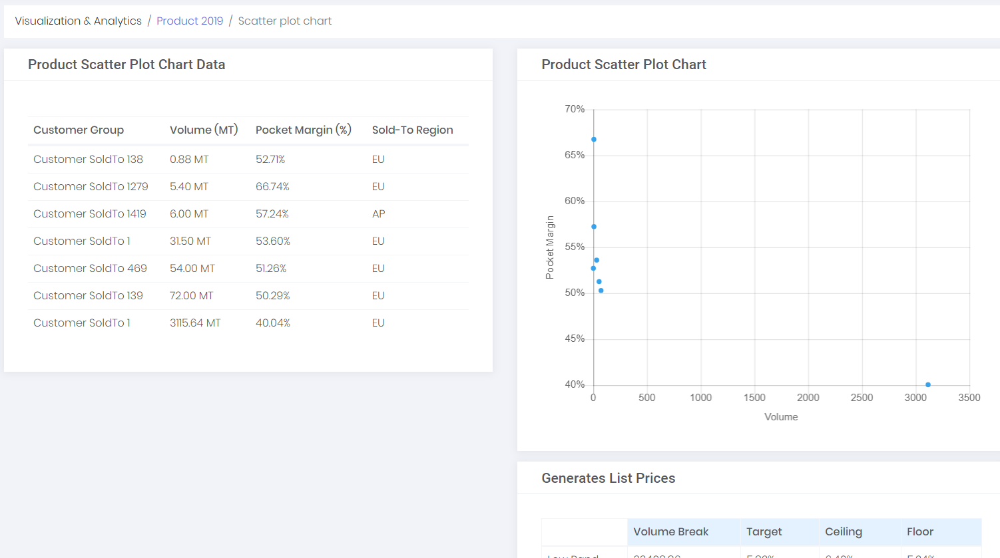 Visualization & Analytics / Product 2019 / Scatter plot chart
Product Scatter Plot Chart Data
Customer Group Volume (MT) Pocket Margin (%) Sold-To Region
Customer SoldTo 138 0.88 MT 52.71% EU
Customer SoldTo 1279 5.40 MT 66.74% EU
Customer SoldTo 1419 6.00 MT 57.24% AP
Customer SoldTo 1 31.50 MT 53.60% EU
Customer SoldTo 469 54.00 MT 51.26% EU
Customer SoldTo 139 72.00 MT 50.29% EU
Customer SoldTo 1 3115.64 MT 40.04% EU
Product Scatter Plot Chart
70%
65%
60%
55%
50%
45%
40%
Pocket Margin
0 500 1000 1500 2000 2500 3000 3500
Volume
Generates List Prices
Volume Break Target Ceiling Floor
Low Band